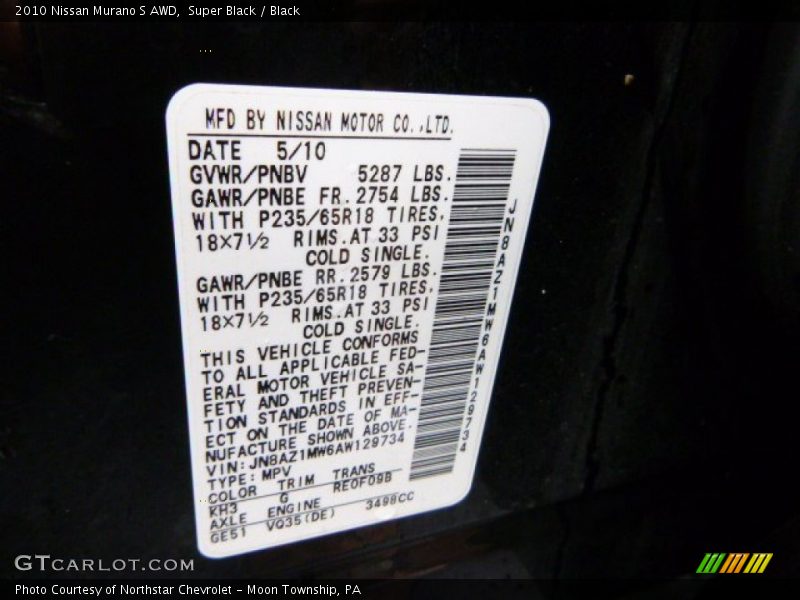 2010 Nissan Murano S AWD, Super Black / Black
MFD BY NISSAN MOTOR CO.,LTD.
DATE 5/10
GVWR/PNBV 5287 LBS.
GAWR/PNBE FR. 2754 LBS.
WITH P235/65R18 TIRES,
18×7½ RIMS.AT 33 PSI
COLD SINGLE.
GAWR/PNBE RR. 2579 LBS.
WITH P235/65R18 TIRES,
18×7½ RIMS.AT 33 PSI
COLD SINGLE.
THIS VEHICLE CONFORMS
TO ALL APPLICABLE FED-
ERAL MOTOR VEHICLE SA-
FETY AND THEFT PREVEN-
TION STANDARDS IN EFF-
ECT ON THE DATE OF MA-
NUFACTURE SHOWN ABOVE.
VIN:JN8AZ1MW6AW129734
TYPE:MPV
COLOR TRIM TRANS
KH3 G RE0F09B
AXLE ENGINE
GE51 VQ35(DE) 3498CC
JN8AZ1MW6AW129734
GTCARLOT.COM
Photo Courtesy of Northstar Chevrolet - Moon Township, PA